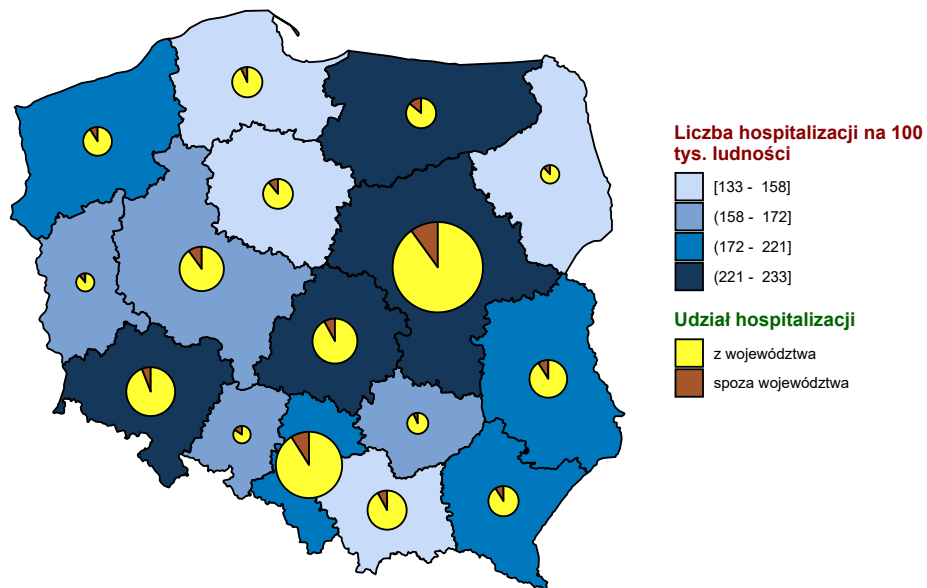 Liczba hospitalizacji na 100
tys. ludności
[133 - 158]
(158 - 172]
(172 - 221]
(221 - 233]
Udział hospitalizacji
z województwa
spoza województwa